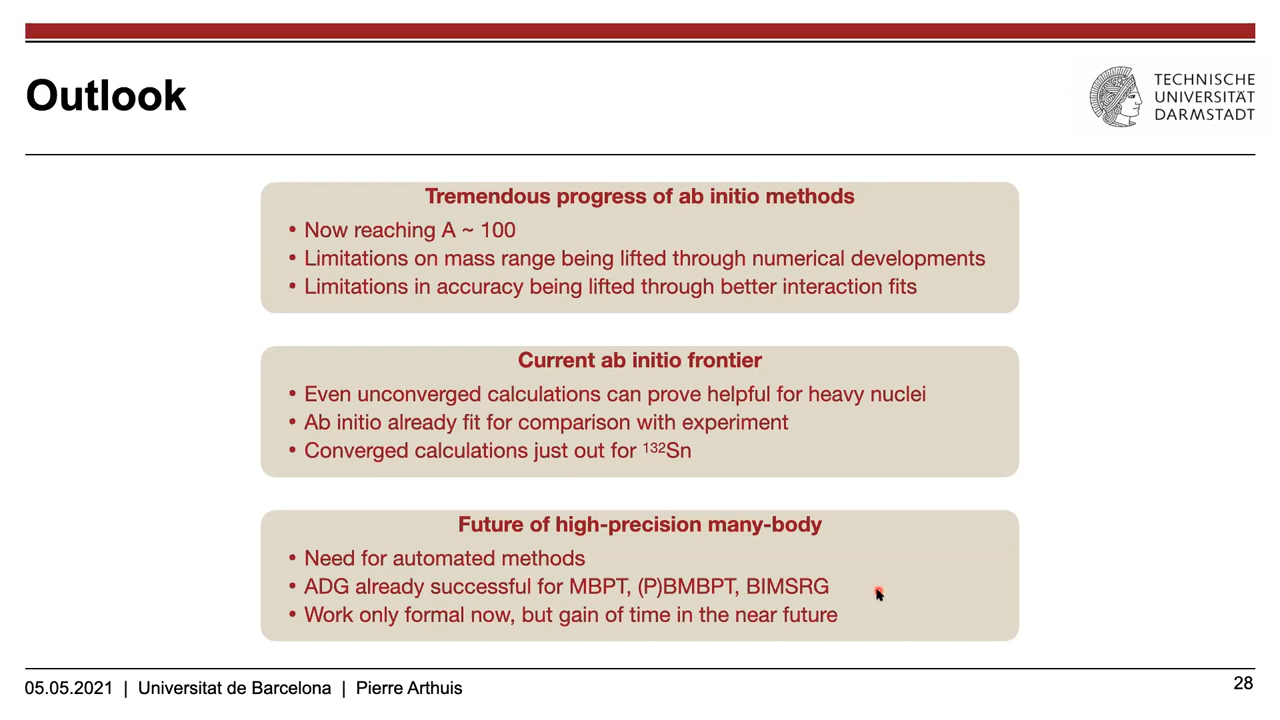 Outlook
TECHNISCHE
UNIVERSITÄT
DARMSTADT
Tremendous progress of ab initio methods
• Now reaching A ~ 100
• Limitations on mass range being lifted through numerical developments
• Limitations in accuracy being lifted through better interaction fits
Current ab initio frontier
• Even unconverged calculations can prove helpful for heavy nuclei
• Ab initio already fit for comparison with experiment
• Converged calculations just out for ¹³²Sn
Future of high-precision many-body
• Need for automated methods
• ADG already successful for MBPT, (P)BMBPT, BIMSRG
• Work only formal now, but gain of time in the near future
05.05.2021 | Universitat de Barcelona | Pierre Arthuis
28